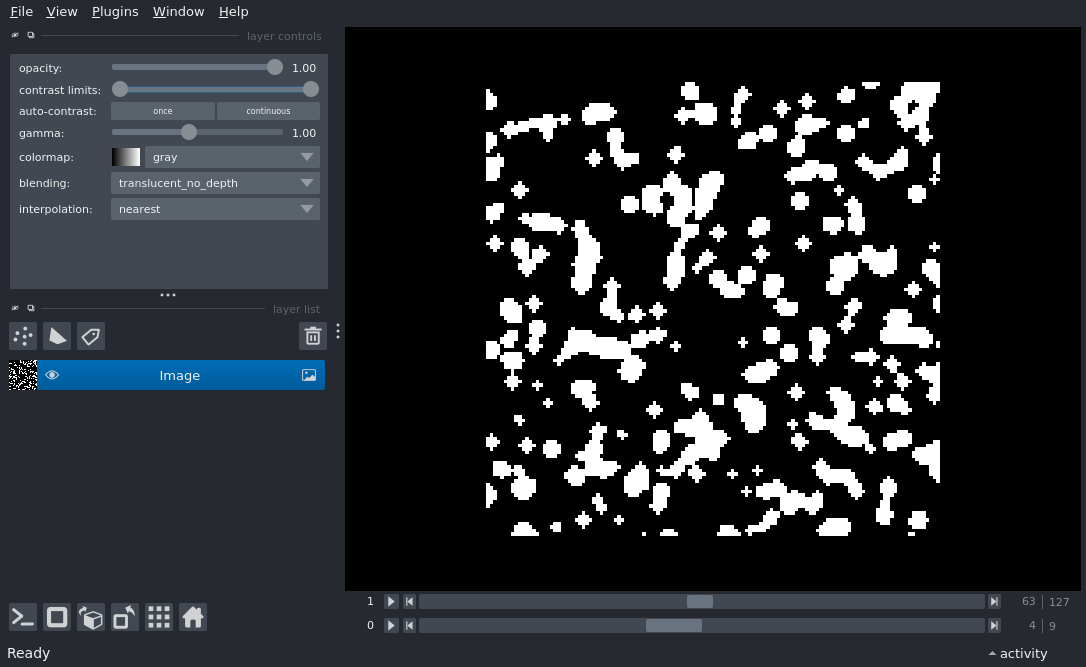 File View Plugins Window Help
layer controls
opacity: 1.00
contrast limits:
auto-contrast: once continuous
gamma: 1.00
colormap: gray
blending: translucent_no_depth
interpolation: nearest
layer list
Image
1 63 127
0 4 9
Ready activity